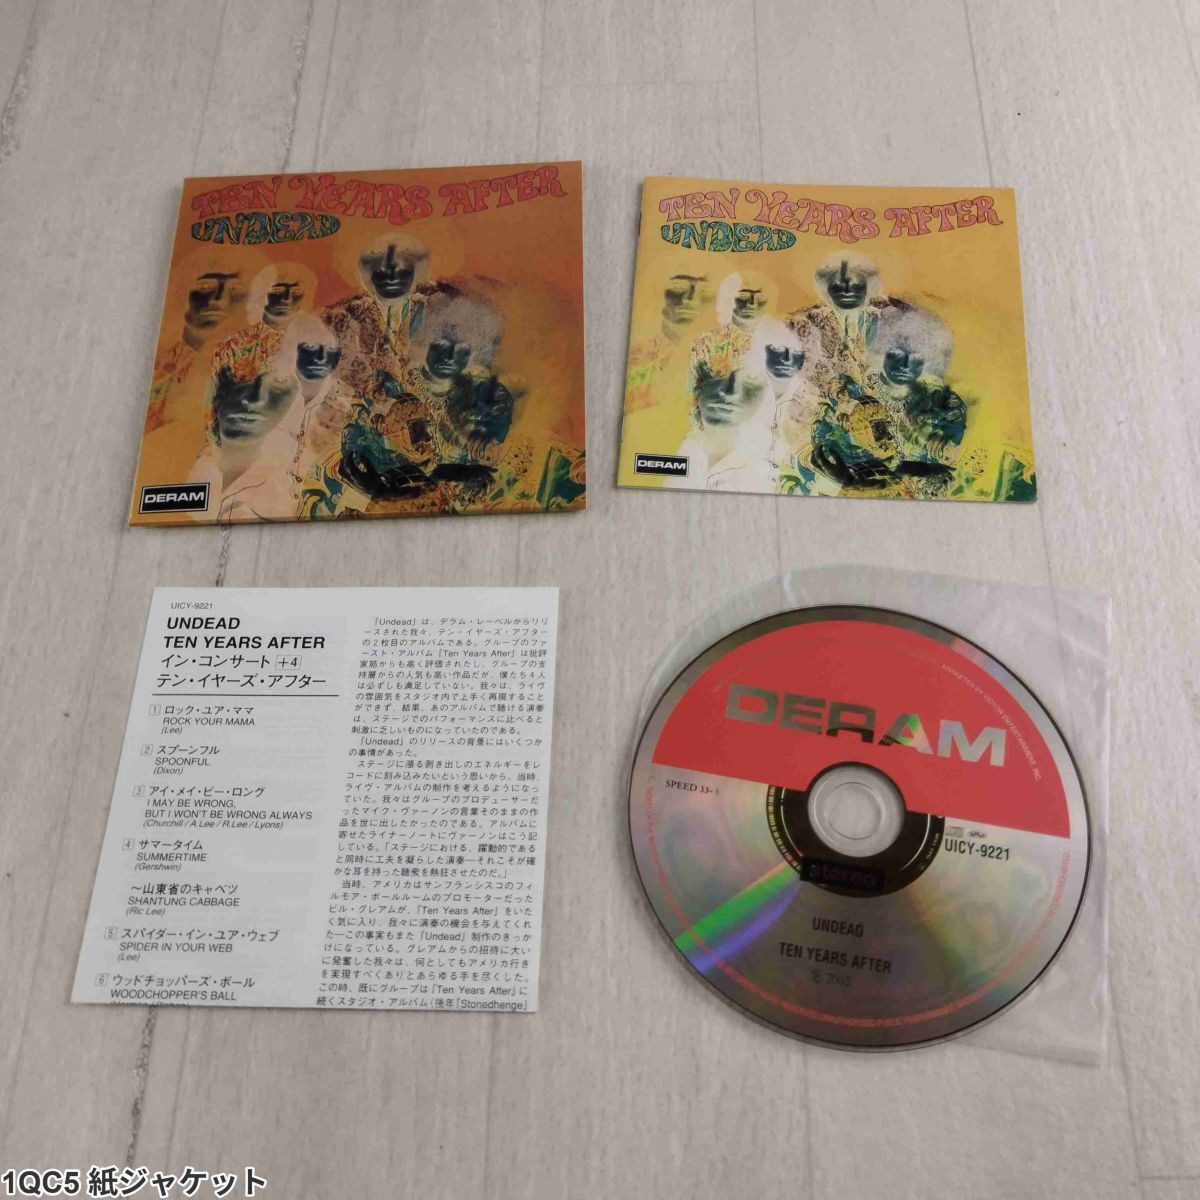 TEN YEARS AFTER
UNDEAD
DERAM
TEN YEARS AFTER
UNDEAD
DERAM
UICY-9221
UNDEAD
TEN YEARS AFTER
イン・コンサート +4
テン・イヤーズ・アフター
1 ロック・ユア・ママ
ROCK YOUR MAMA
(Lee)
2 スプーンフル
SPOONFUL
(Dixon)
3 アイ・メイ・ビー・ロング
I MAY BE WRONG,
BUT I WON'T BE WRONG ALWAYS
(Churchill / A.Lee / R.Lee / Lyons)
4 サマータイム
SUMMERTIME
(Gershwin)
〜山東省のキャベツ
SHANTUNG CABBAGE
(Ric Lee)
5 スパイダー・イン・ユア・ウェブ
SPIDER IN YOUR WEB
(Lee)
6 ウッドチョッパーズ・ボール
WOODCHOPPER'S BALL
「Undead」は、デラム・レーベルからリリ
ースされた我々、テン・イヤーズ・アフター
の2枚目のアルバムである。グループのファ
ースト・アルバム「Ten Years After」は批評
家筋からも高く評価されたし、グループの支
持層からの人気も高い作品だが、僕たち4人
は必ずしも満足していない。我々は、ライヴ
の雰囲気をスタジオ内で上手く再現すること
ができず、結果、あのアルバムで聴ける演奏
は、ステージでのパフォーマンスに比べると
刺激に乏しいものになっていたのである。
「Undead」のリリースの背景にはいくつか
の事情があった。
ステージに漲る剥き出しのエネルギーをレ
コードに刻み込みたいという思いから、当時、
ライヴ・アルバムの制作を考えるようになっ
ていた。我々はグループのプロデューサーだ
ったマイク・ヴァーノンの言葉そのままの作
品を世に出したかったのである。アルバムに
寄せたライナーノートにヴァーノンはこう記
している。「ステージにおける、躍動的である
と同時に工夫を凝らした演奏―それこそが確
かな耳を持った聴衆を熱狂させたのだ。」
当時、アメリカはサンフランシスコのフィ
ルモア・ボールルームのプロモーターだった
ビル・グレアムが、「Ten Years After」をいた
く気に入り、我々に演奏の機会を与えてくれ
た―この事実もまた「Undead」制作のきっか
けになっている。グレアムからの招待に大い
に発奮した我々は、何としてもアメリカ行き
を実現すべくありとあらゆる手を尽くした。
この時、既にグループは「Ten Years After」に
続くスタジオ・アルバム(後年「Stonedhenge」
DERAM
MARKETED BY VICTOR ENTERTAINMENT, INC.
SPEED 33-⅓
UICY-9221
stereo
UNDEAD
TEN YEARS AFTER
Ⓟ 2002
1QC5 紙ジャケット